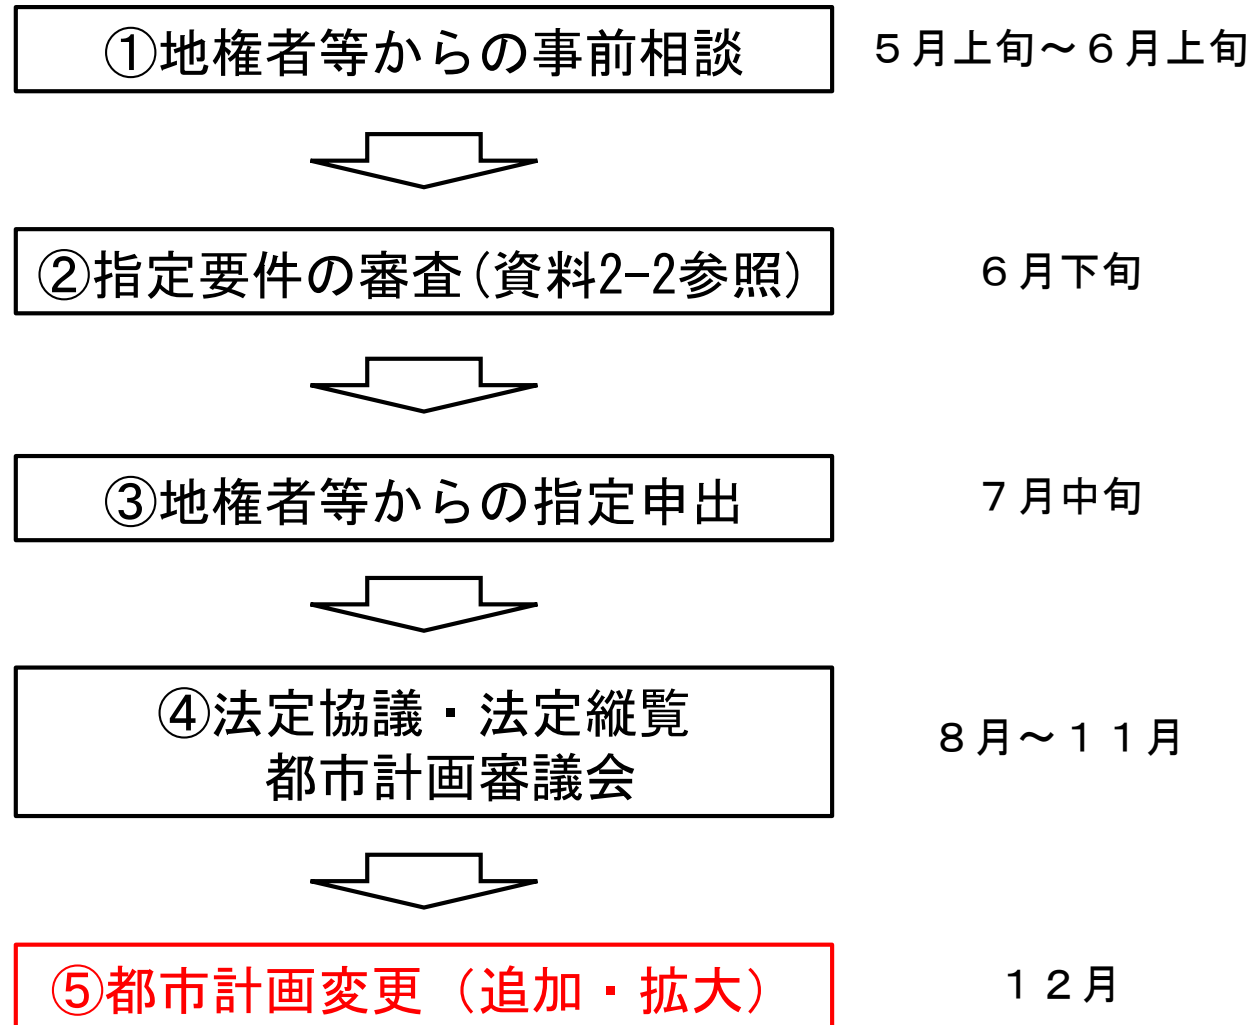 ①地権者等からの事前相談
５月上旬～６月上旬
②指定要件の審査(資料2-2参照)
６月下旬
③地権者等からの指定申出
７月中旬
④法定協議・法定縦覧
都市計画審議会
８月～１１月
⑤都市計画変更（追加・拡大）
１２月